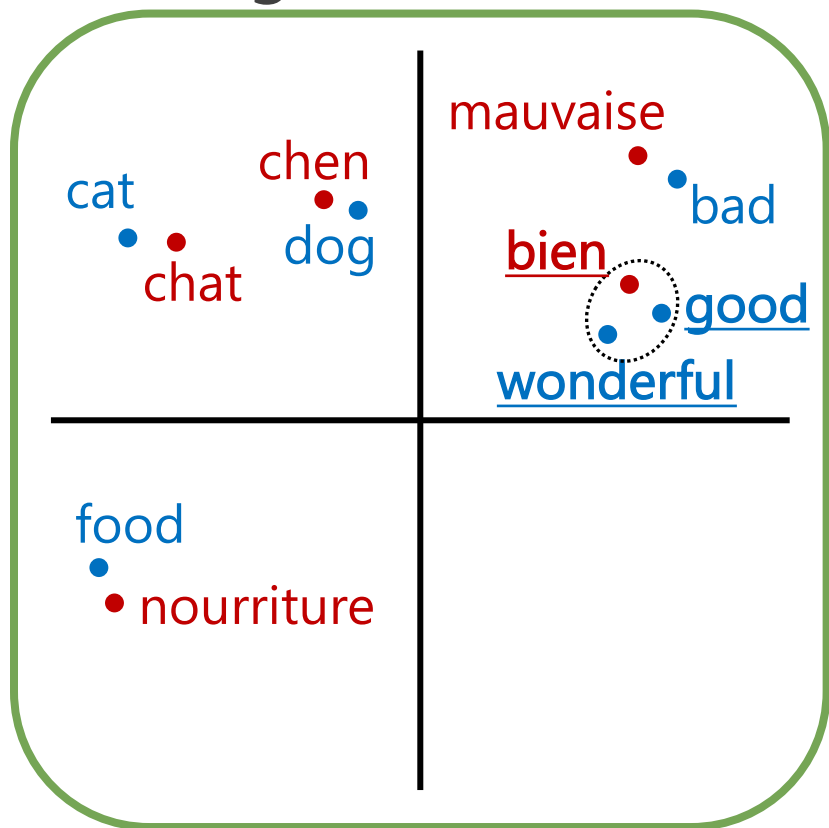 mauvaise
chen
cat
bad
dog
bien
chat
good
wonderful
food
nourriture